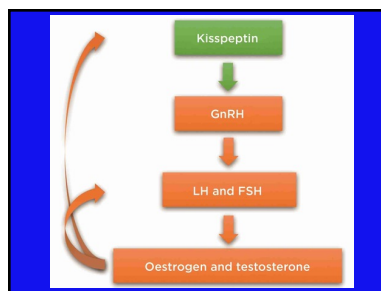 Kisspeptin
GnRH
LH and FSH
Oestrogen and testosterone